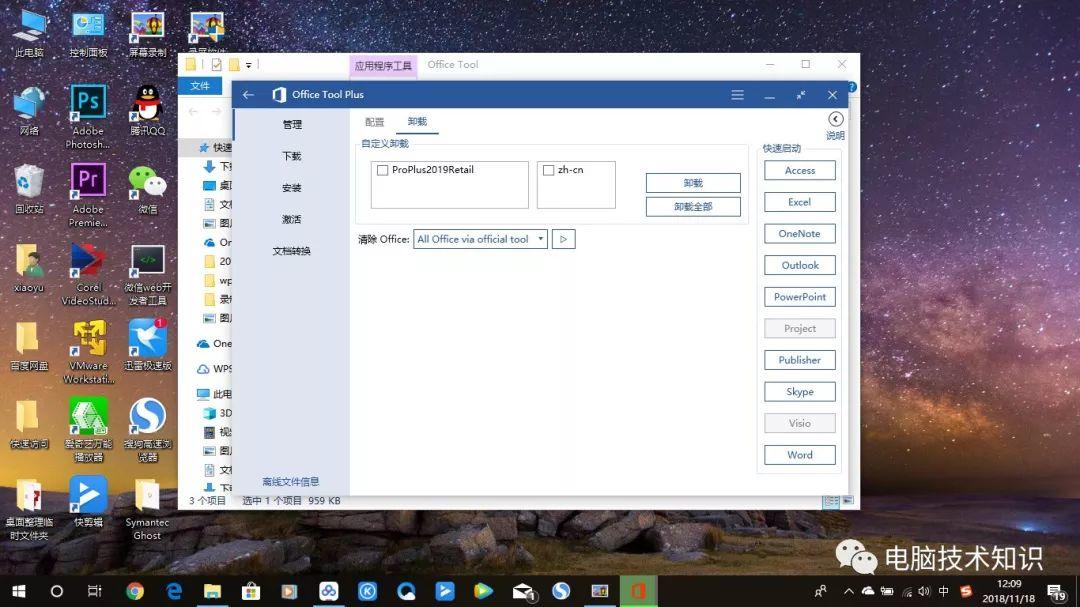 此电脑
控制面板
屏幕录制
网络
Adobe
Photosh...
腾讯QQ
回收站
Adobe
Premie...
微信
xiaoyu
Corel
VideoStud...
微信web开
发者工具
百度网盘
VMware
Workstati...
迅雷极速版
快速访问
爱奇艺万能
播放器
搜狗高速浏
览器
桌面整理临
时文件夹
快剪辑
Symantec
Ghost
应用程序工具
Office Tool
文件
快速
下
桌
文
图
On
20
wp
录
图
One
WPS
此电
3D
视
图
文
下
3 个项目
选中 1 个项目 959 KB
Office Tool Plus
管理
下载
安装
激活
文档转换
离线文件信息
配置
卸载
自定义卸载
ProPlus2019Retail
zh-cn
卸载
卸载全部
清除 Office:
All Office via official tool
说明
快速启动
Access
Excel
OneNote
Outlook
PowerPoint
Project
Publisher
Skype
Visio
Word
电脑技术知识
中
12:09
2018/11/18
19